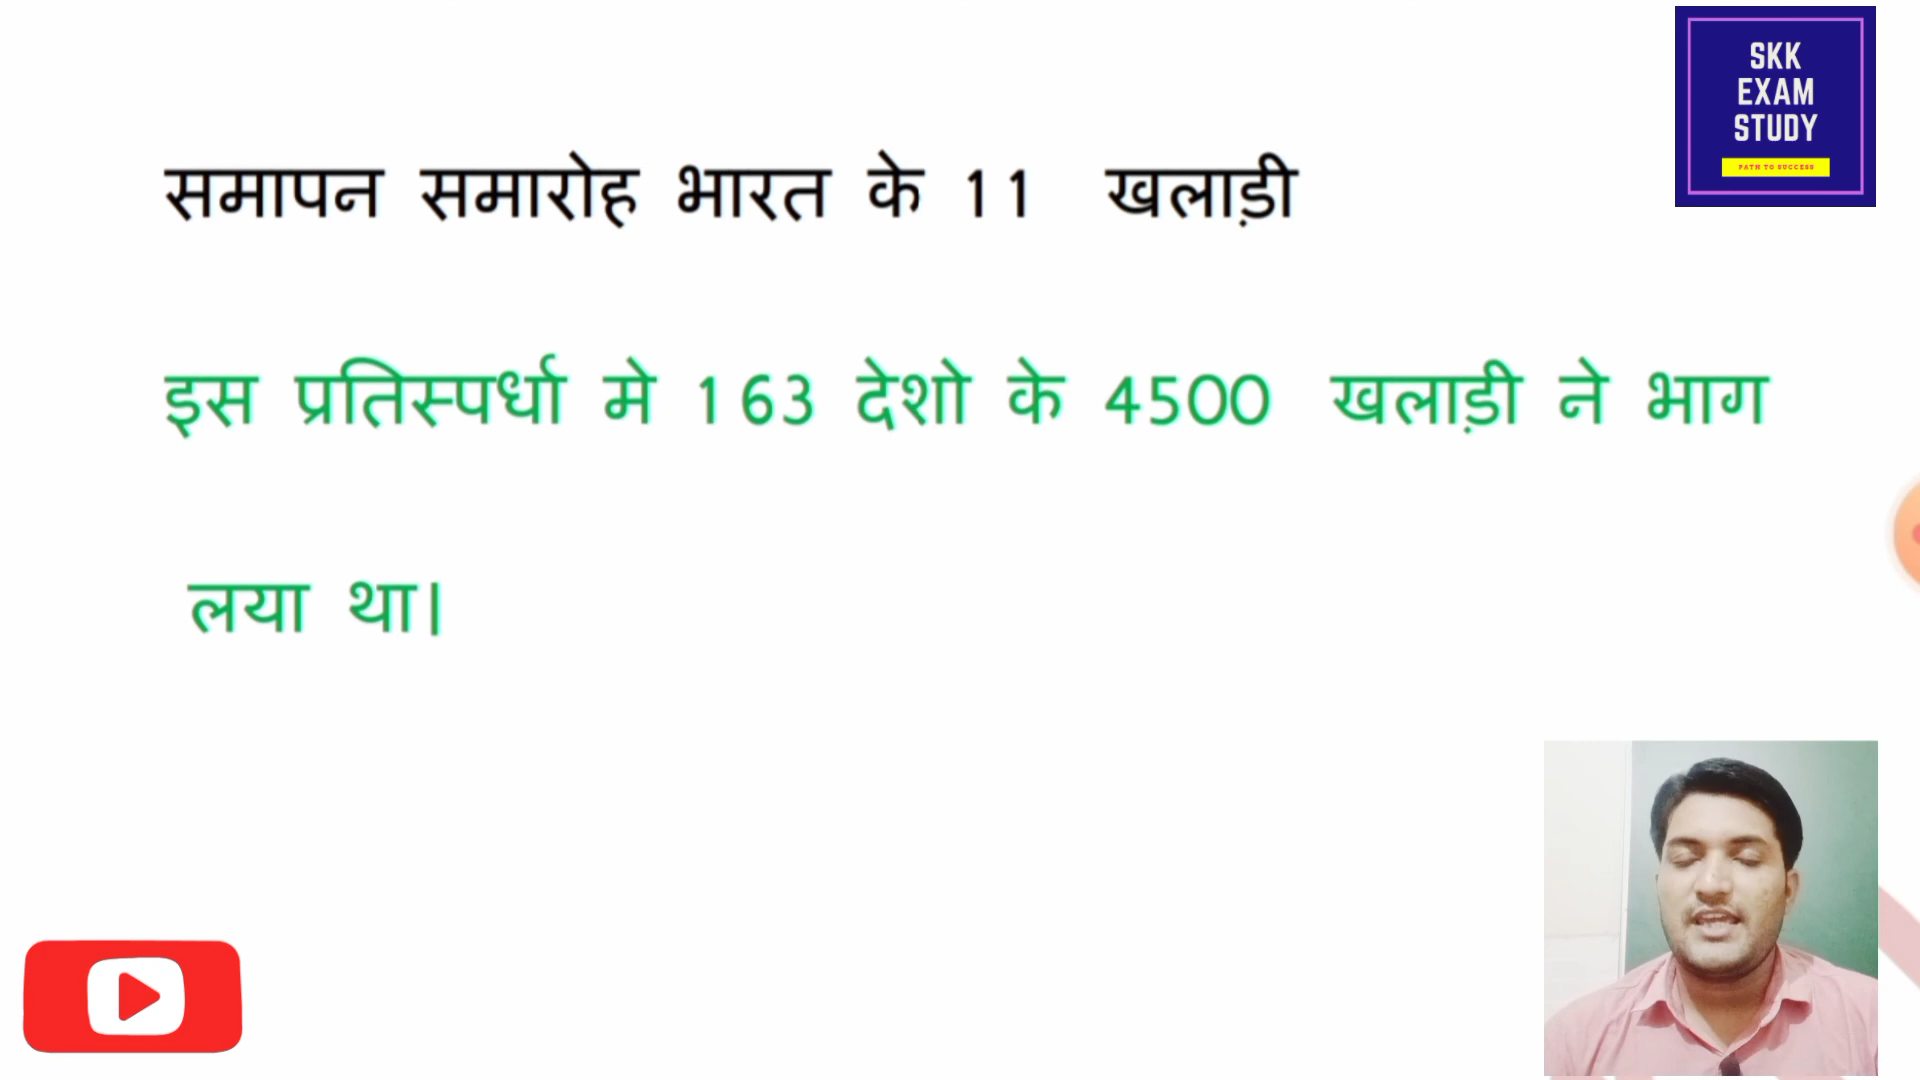 SKK
EXAM
STUDY
PATH TO SUCCESS
समापन समारोह भारत के 11 खलाड़ी
इस प्रतिस्पर्धा मे 163 देशो के 4500 खलाड़ी ने भाग
लया था।